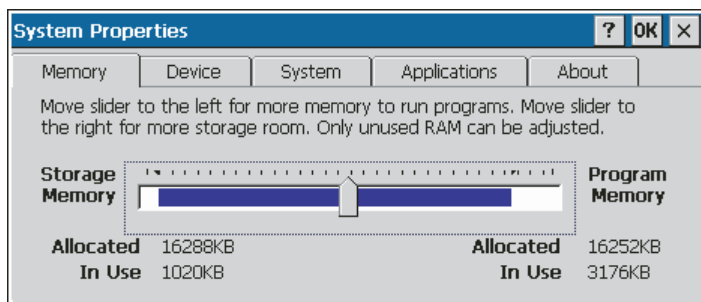 System Properties ? OK ×
Memory Device System Applications About
Move slider to the left for more memory to run programs. Move slider to
the right for more storage room. Only unused RAM can be adjusted.
Storage Memory Program Memory
Allocated 16288KB Allocated 16252KB
In Use 1020KB In Use 3176KB